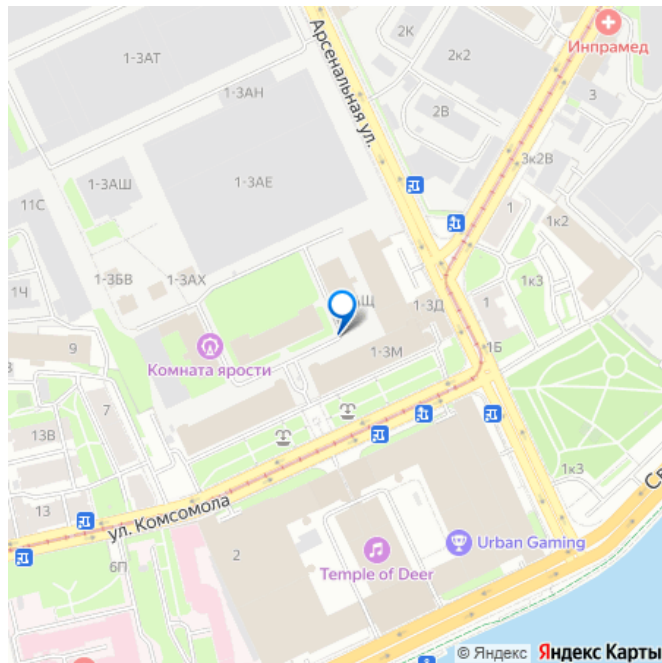 2К
Инпрамед
1-3АТ
2к2
Арсенальная ул.
1-3АН
3
2В
3к2В
1-3АШ
1-3АЕ
11С
1
1к2
1-3БВ
1-3АХ
1к3
1Ч
1-3Д
1
9
1Б
1-3М
Комната ярости
7
13В
1к3
13
ул. Комсомола
2
Urban Gaming
6П
Temple of Deer
© Яндекс Яндекс Карты